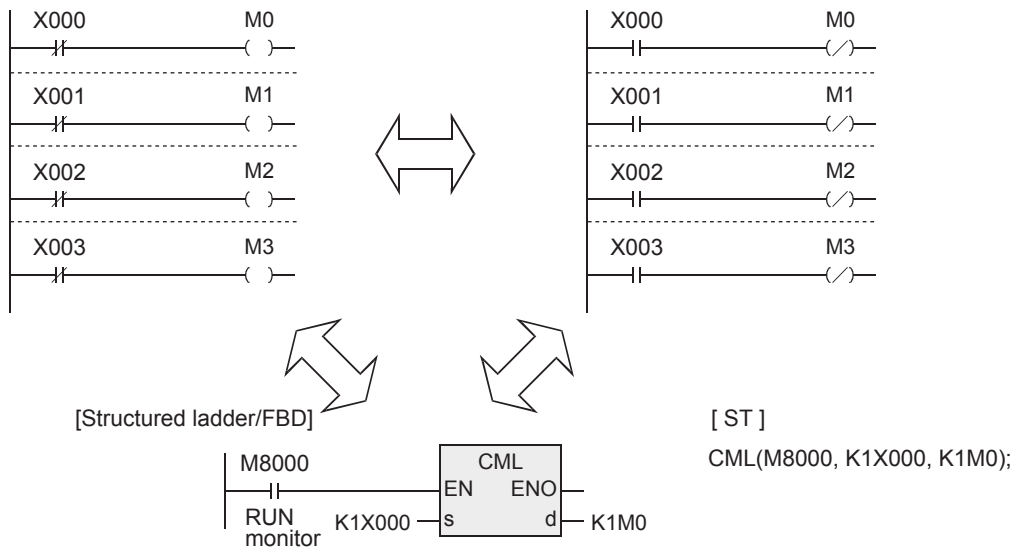 X000 M0
X001 M1
X002 M2
X003 M3
X000 M0
X001 M1
X002 M2
X003 M3
[Structured ladder/FBD]
M8000
RUN
monitor
CML
EN ENO
K1X000 s d K1M0
[ ST ]
CML(M8000, K1X000, K1M0);